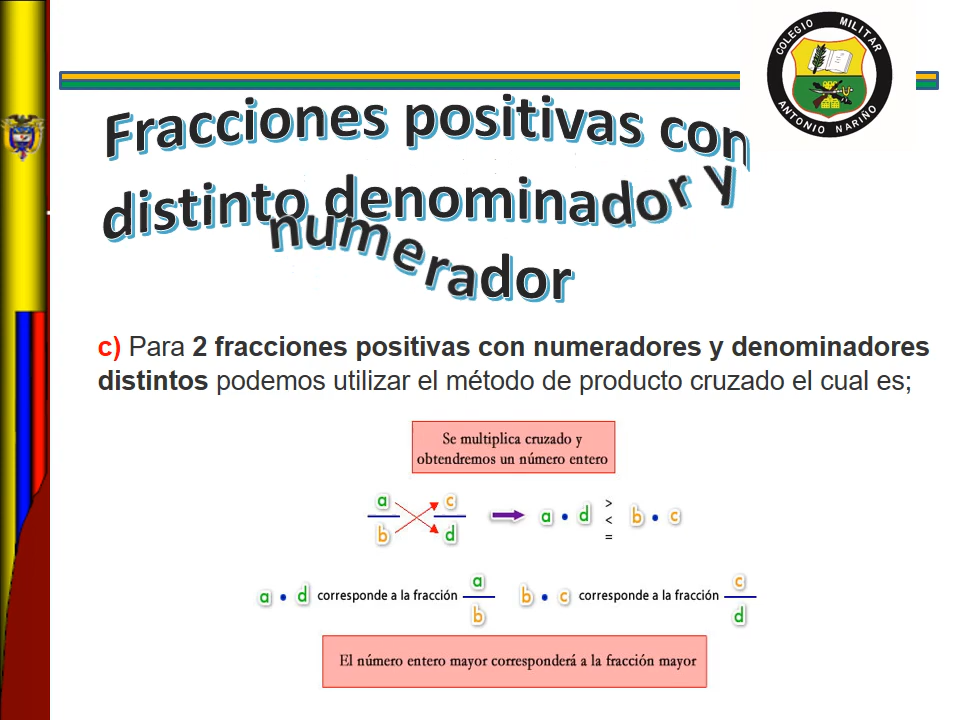 COLEGIO MILITAR
ANTONIO NARIÑO
Fracciones positivas con
distinto denominador y
numerador
c) Para 2 fracciones positivas con numeradores y denominadores
distintos podemos utilizar el método de producto cruzado el cual es;
Se multiplica cruzado y
obtendremos un número entero
a c > 
b d a • d < b • c
=
a • d corresponde a la fracción a/b b • c corresponde a la fracción c/d
El número entero mayor corresponderá a la fracción mayor